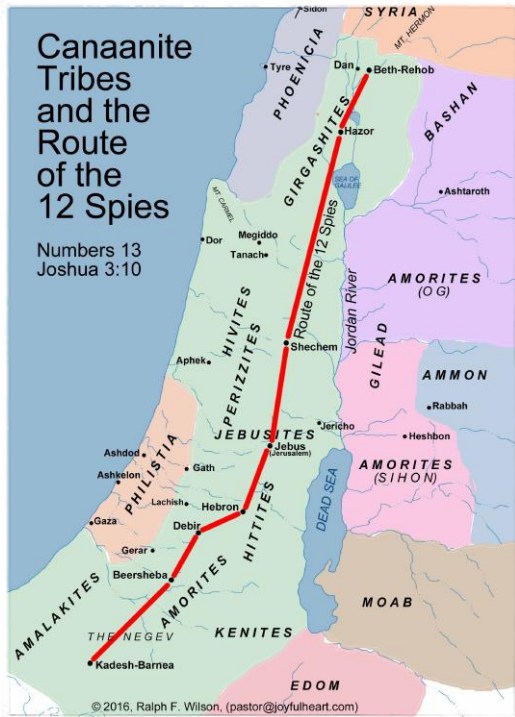 Canaanite
Tribes
and the
Route
of the
12 Spies
Numbers 13
Joshua 3:10
Sidon
SYRIA
MT. HERMON
Tyre
PHOENICIA
Dan
Beth-Rehob
BASHAN
Hazor
GIRGASHITES
SEA OF
GALILEE
Ashtaroth
MT. CARMEL
Dor
Megiddo
Tanach
Route of the 12 Spies
Jordan River
AMORITES
(OG)
HIVITES
PERIZZITES
Shechem
GILEAD
Aphek
AMMON
Rabbah
JEBUSITES
Jericho
Jebus
(Jerusalem)
Heshbon
Ashdod
Ashkelon
PHILISTIA
Gath
AMORITES
(SIHON)
Lachish
Hebron
HITTITES
DEAD SEA
Gaza
Debir
Gerar
Beersheba
AMORITES
AMALAKITES
MOAB
THE NEGEV
KENITES
Kadesh-Barnea
EDOM
© 2016, Ralph F. Wilson, (pastor@joyfulheart.com)